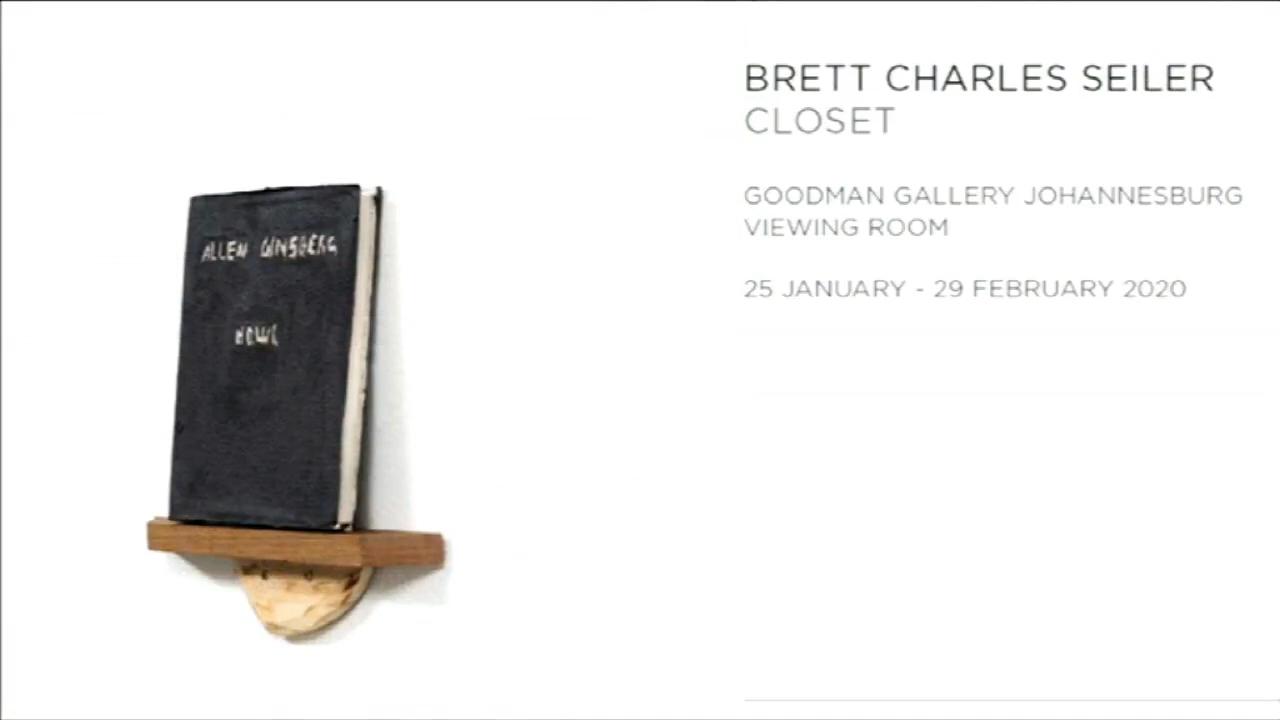 ALLEN GINSBERG
HOWL
BRETT CHARLES SEILER
CLOSET
GOODMAN GALLERY JOHANNESBURG
VIEWING ROOM
25 JANUARY - 29 FEBRUARY 2020